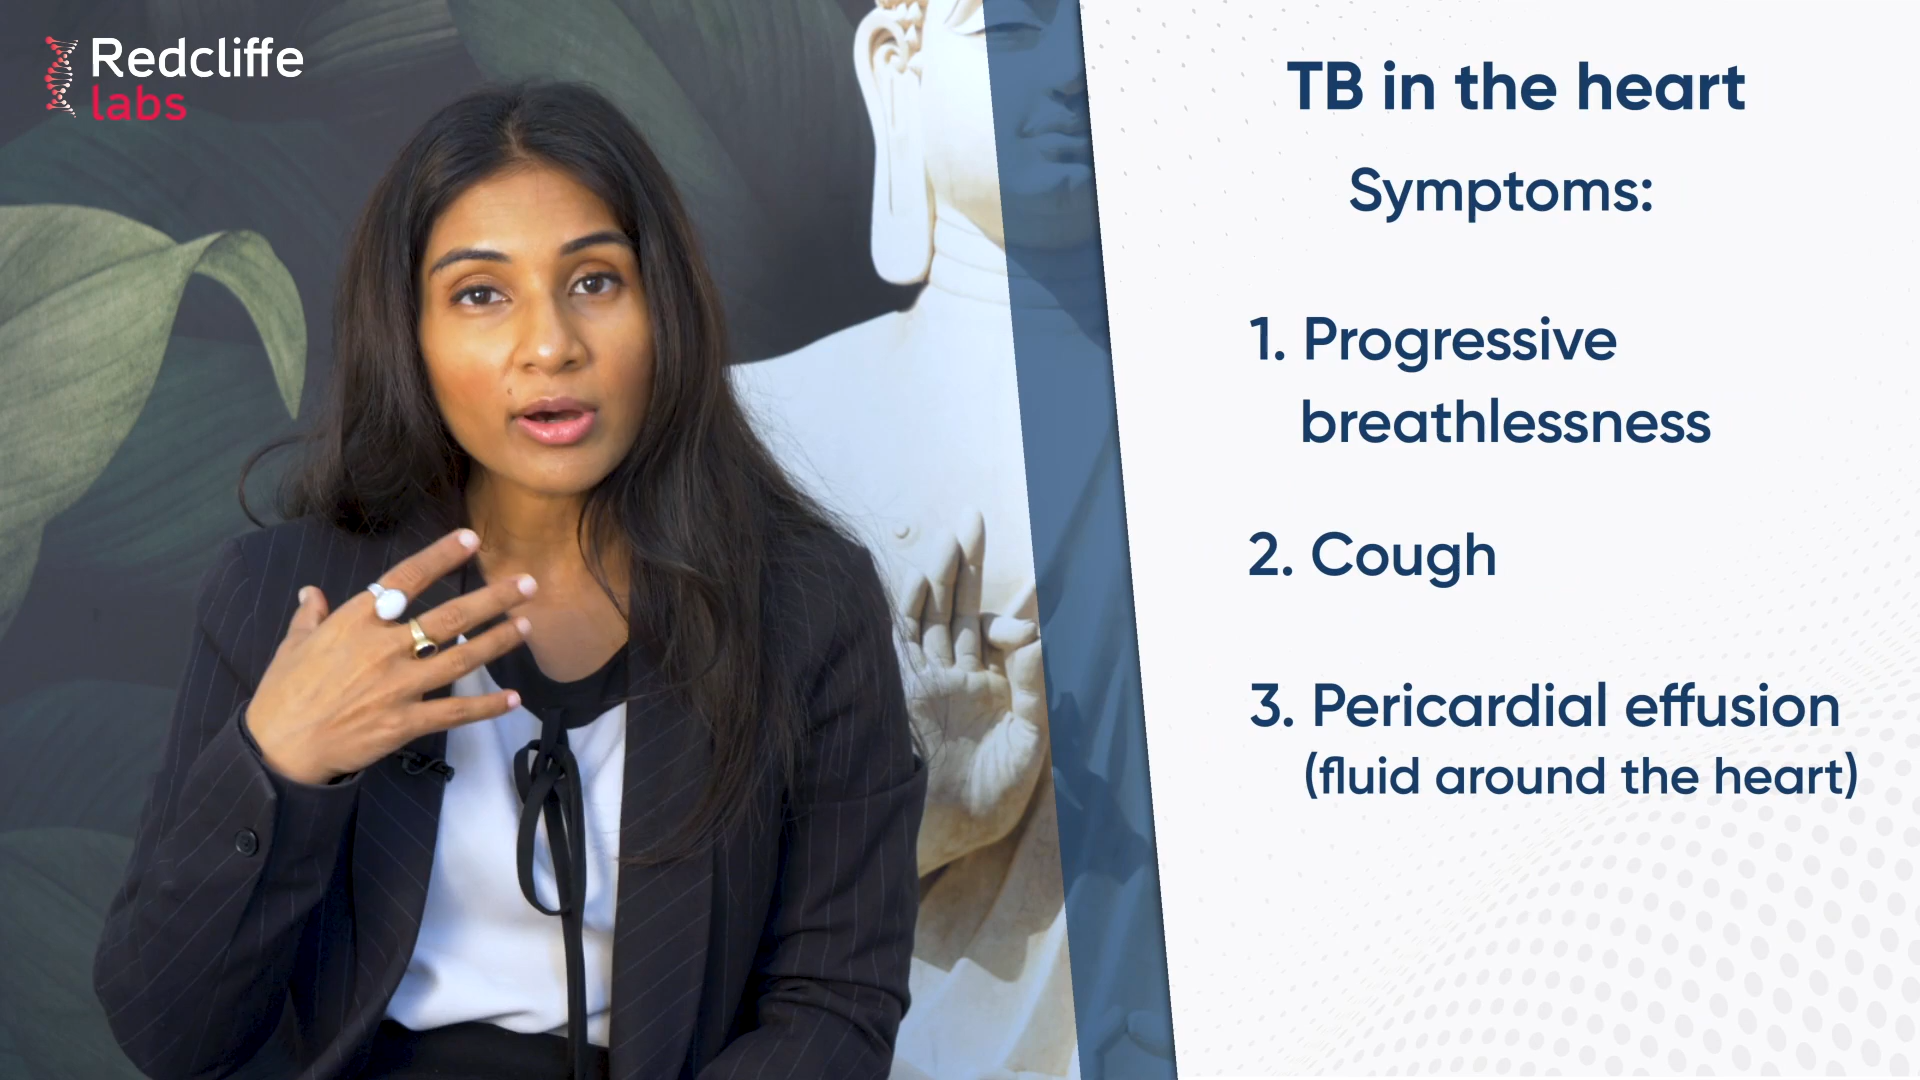 Redcliffe
labs
TB in the heart
Symptoms:
1. Progressive
breathlessness
2. Cough
3. Pericardial effusion
(fluid around the heart)